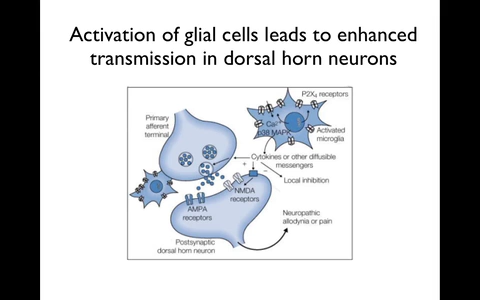 Activation of glial cells leads to enhanced
transmission in dorsal horn neurons
P2X₄ receptors
Primary
afferent
terminal
Ca²⁺
p38 MAPK
Activated
microglia
Cytokines or other diffusible
messengers
+
Local inhibition
NMDA
receptors
AMPA
receptors
Neuropathic
allodynia or pain
Postsynaptic
dorsal horn neuron